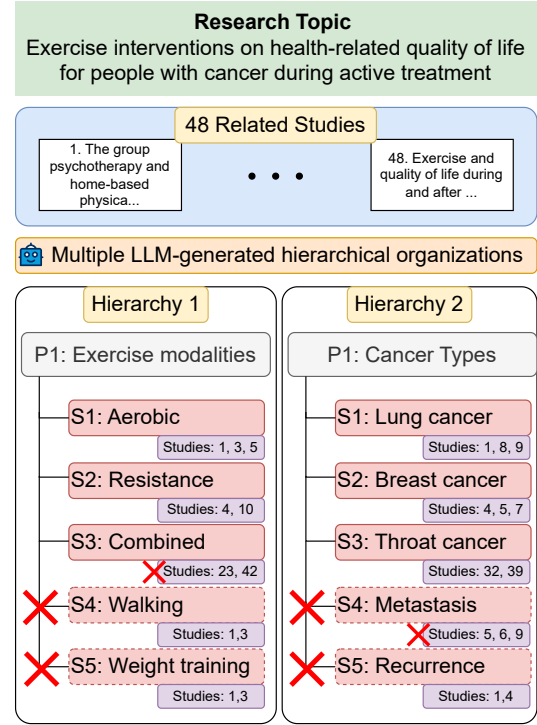 Research Topic
Exercise interventions on health-related quality of life
for people with cancer during active treatment
48 Related Studies
1. The group
psychotherapy and
home-based
physica...
48. Exercise and
quality of life during
and after ...
Multiple LLM-generated hierarchical organizations
Hierarchy 1
P1: Exercise modalities
S1: Aerobic
Studies: 1, 3, 5
S2: Resistance
Studies: 4, 10
S3: Combined
Studies: 23, 42
S4: Walking
Studies: 1,3
S5: Weight training
Studies: 1,3
Hierarchy 2
P1: Cancer Types
S1: Lung cancer
Studies: 1, 8, 9
S2: Breast cancer
Studies: 4, 5, 7
S3: Throat cancer
Studies: 32, 39
S4: Metastasis
Studies: 5, 6, 9
S5: Recurrence
Studies: 1,4